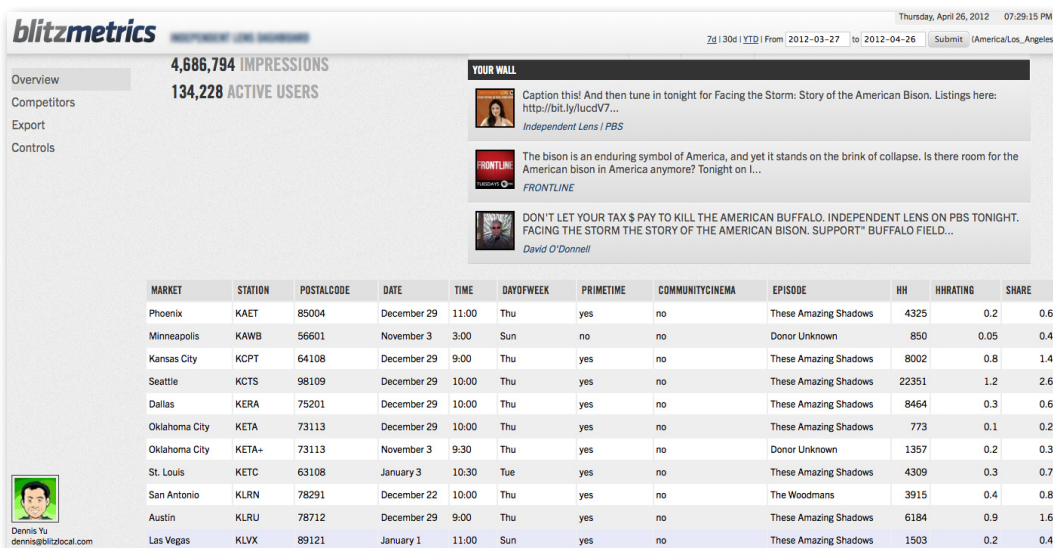 Thursday, April 26, 2012 07:29:15 PM
blitzmetrics INDEPENDENT LENS DASHBOARD
7d | 30d | YTD | From 2012-03-27 to 2012-04-26 Submit (America/Los_Angeles
Overview
Competitors
Export
Controls
4,686,794 IMPRESSIONS
134,228 ACTIVE USERS
YOUR WALL
Caption this! And then tune in tonight for Facing the Storm: Story of the American Bison. Listings here:
http://bit.ly/IucdV7...
Independent Lens | PBS
FRONTLINE
TUESDAYS
The bison is an enduring symbol of America, and yet it stands on the brink of collapse. Is there room for the
American bison in America anymore? Tonight on I...
FRONTLINE
DON'T LET YOUR TAX $ PAY TO KILL THE AMERICAN BUFFALO. INDEPENDENT LENS ON PBS TONIGHT.
FACING THE STORM THE STORY OF THE AMERICAN BISON. SUPPORT" BUFFALO FIELD...
David O'Donnell
MARKET STATION POSTALCODE DATE TIME DAYOFWEEK PRIMETIME COMMUNITYCINEMA EPISODE HH HHRATING SHARE
Phoenix KAET 85004 December 29 11:00 Thu yes no These Amazing Shadows 4325 0.2 0.6
Minneapolis KAWB 56601 November 3 3:00 Sun no no Donor Unknown 850 0.05 0.4
Kansas City KCPT 64108 December 29 9:00 Thu yes no These Amazing Shadows 8002 0.8 1.4
Seattle KCTS 98109 December 29 10:00 Thu yes no These Amazing Shadows 22351 1.2 2.6
Dallas KERA 75201 December 29 10:00 Thu yes no These Amazing Shadows 8464 0.3 0.6
Oklahoma City KETA 73113 December 29 10:00 Thu yes no These Amazing Shadows 773 0.1 0.2
Oklahoma City KETA+ 73113 November 3 9:30 Thu yes no Donor Unknown 1357 0.2 0.3
St. Louis KETC 63108 January 3 10:30 Tue yes no These Amazing Shadows 4309 0.3 0.7
San Antonio KLRN 78291 December 22 10:00 Thu yes no The Woodmans 3915 0.4 0.8
Austin KLRU 78712 December 29 9:00 Thu yes no These Amazing Shadows 6184 0.9 1.6
Las Vegas KLVX 89121 January 1 11:00 Sun yes no These Amazing Shadows 1503 0.2 0.4
Dennis Yu
dennis@blitzlocal.com